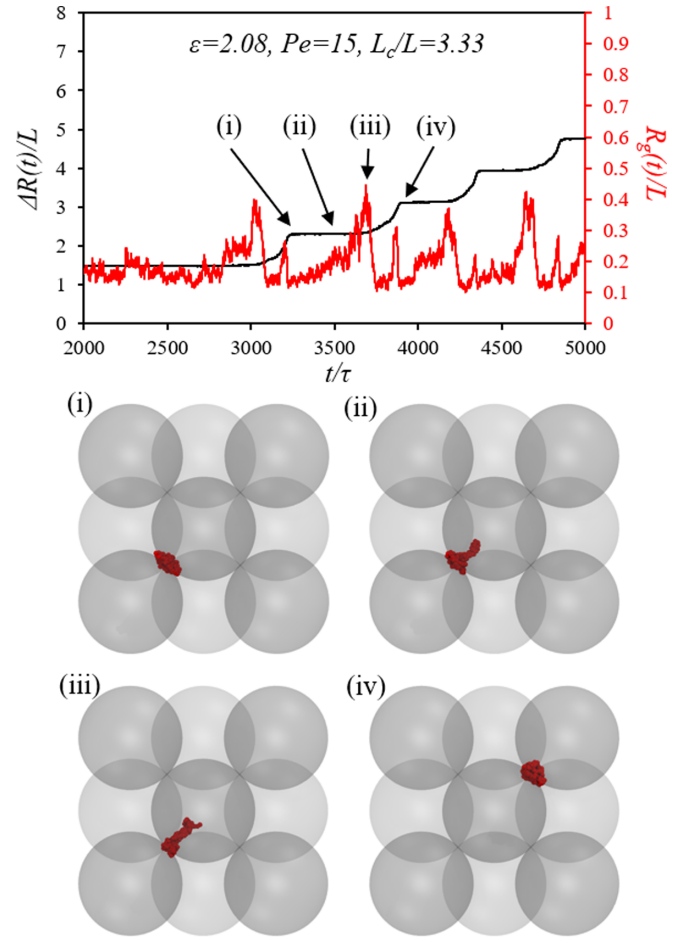 ε=2.08, Pe=15, L_c/L=3.33
(i) (ii) (iii) (iv)
8
7
6
5
4
3
2
1
0
ΔR(t)/L
1
0.9
0.8
0.7
0.6
0.5
0.4
0.3
0.2
0.1
0
R_g(t)/L
2000 2500 3000 3500 4000 4500 5000
t/τ
(i) (ii)
(iii) (iv)